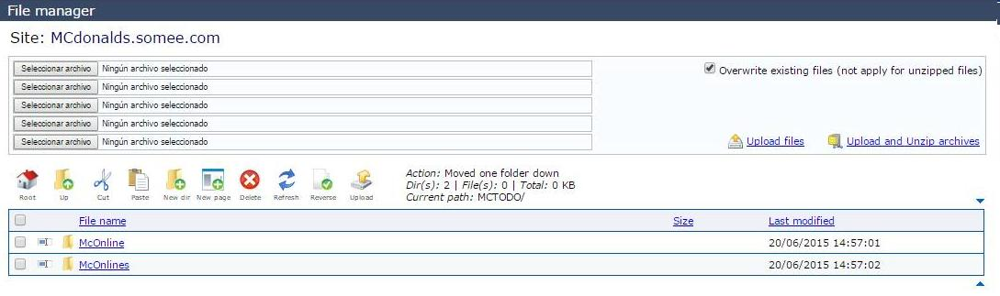 File manager
Site: MCdonalds.somee.com
Seleccionar archivo Ningún archivo seleccionado
Overwrite existing files (not apply for unzipped files)
Seleccionar archivo Ningún archivo seleccionado
Seleccionar archivo Ningún archivo seleccionado
Seleccionar archivo Ningún archivo seleccionado
Seleccionar archivo Ningún archivo seleccionado
Upload files Upload and Unzip archives
Root Up Cut Paste New dir New page Delete Refresh Reverse Upload
Action: Moved one folder down
Dir(s): 2 | File(s): 0 | Total: 0 KB
Current path: MCTODO/
File name Size Last modified
McOnline 20/06/2015 14:57:01
McOnlines 20/06/2015 14:57:02